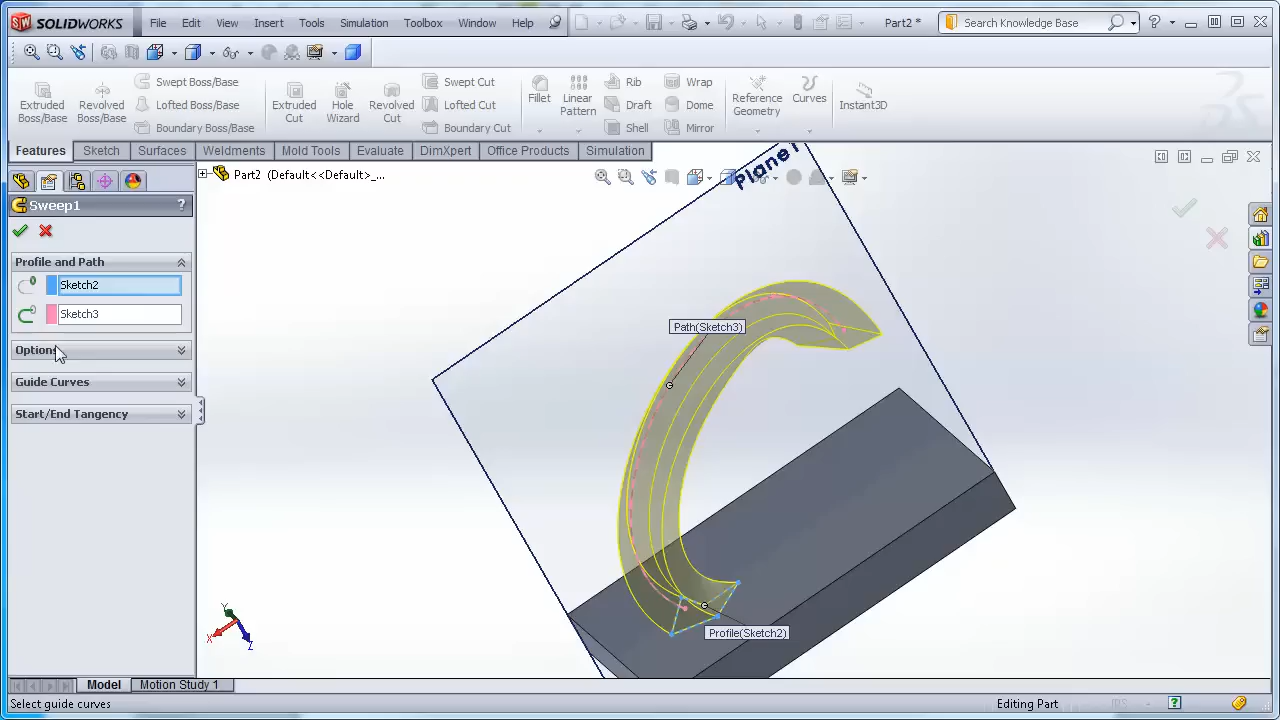 SOLIDWORKS File Edit View Insert Tools Simulation Toolbox Window Help Part2 * Search Knowledge Base ?
Extruded Boss/Base
Revolved Boss/Base
Swept Boss/Base
Lofted Boss/Base
Boundary Boss/Base
Extruded Cut
Hole Wizard
Revolved Cut
Swept Cut
Lofted Cut
Boundary Cut
Fillet
Linear Pattern
Rib
Draft
Shell
Wrap
Dome
Mirror
Reference Geometry
Curves
Instant3D
Features Sketch Surfaces Weldments Mold Tools Evaluate DimXpert Office Products Simulation
Part2 (Default<<Default>_...
Plane1
Sweep1 ?
Profile and Path
Sketch2
Sketch3
Options
Guide Curves
Start/End Tangency
Path(Sketch3)
Profile(Sketch2)
Y
X
Z
Model Motion Study 1
Select guide curves Editing Part IPS ?